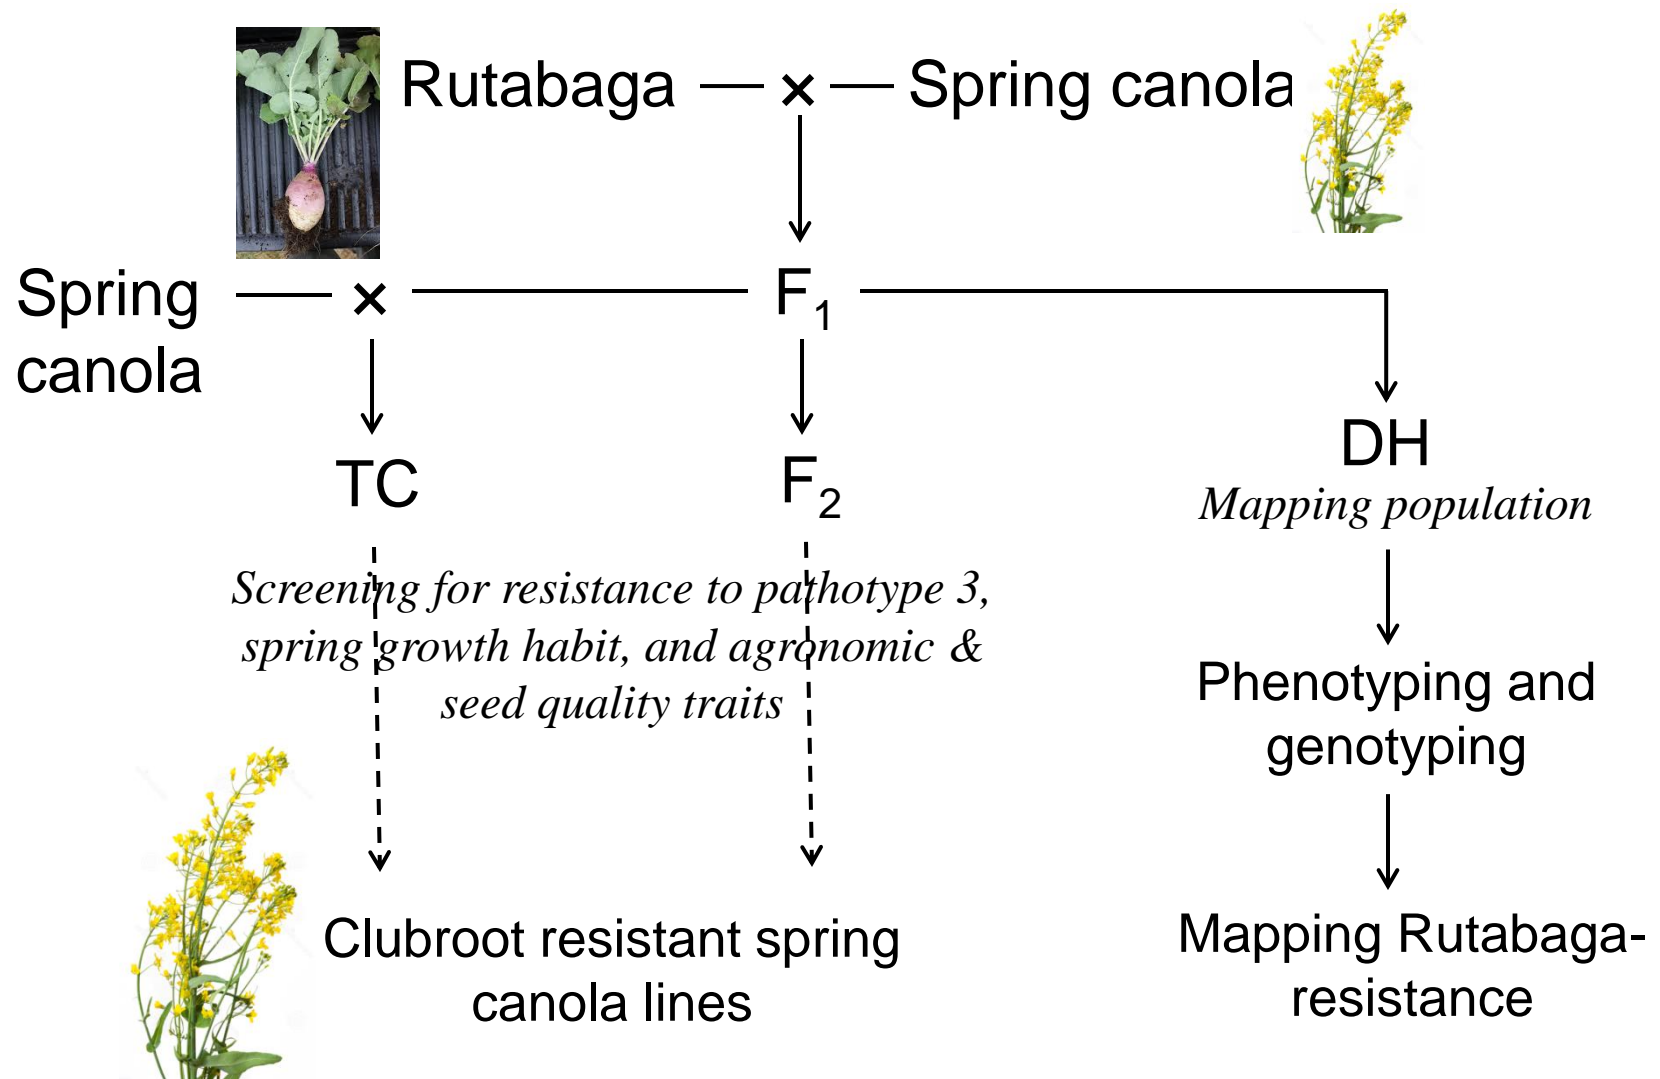 Rutabaga × Spring canola
Spring
canola
×
F₁
TC
F₂
DH
Mapping population
Screening for resistance to pathotype 3,
spring growth habit, and agronomic &
seed quality traits
Phenotyping and
genotyping
Clubroot resistant spring
canola lines
Mapping Rutabaga-
resistance